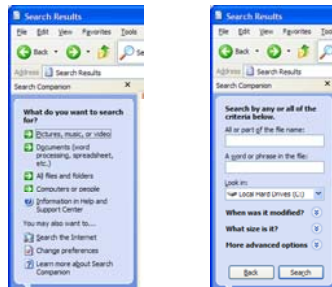 Search Results
File Edit View Favorites Tools
Back
Address Search Results
Search Companion
What do you want to search
for?
Pictures, music, or video
Documents (word
processing, spreadsheet,
etc.)
All files and folders
Computers or people
Information in Help and
Support Center
You may also want to...
Search the Internet
Change preferences
Learn more about Search
Companion
Search Results
File Edit View Favorites
Back
Address Search Results
Search Companion
Search by any or all of the
criteria below.
All or part of the file name:
A word or phrase in the file:
Look in:
Local Hard Drives (C:)
When was it modified?
What size is it?
More advanced options
Back Search